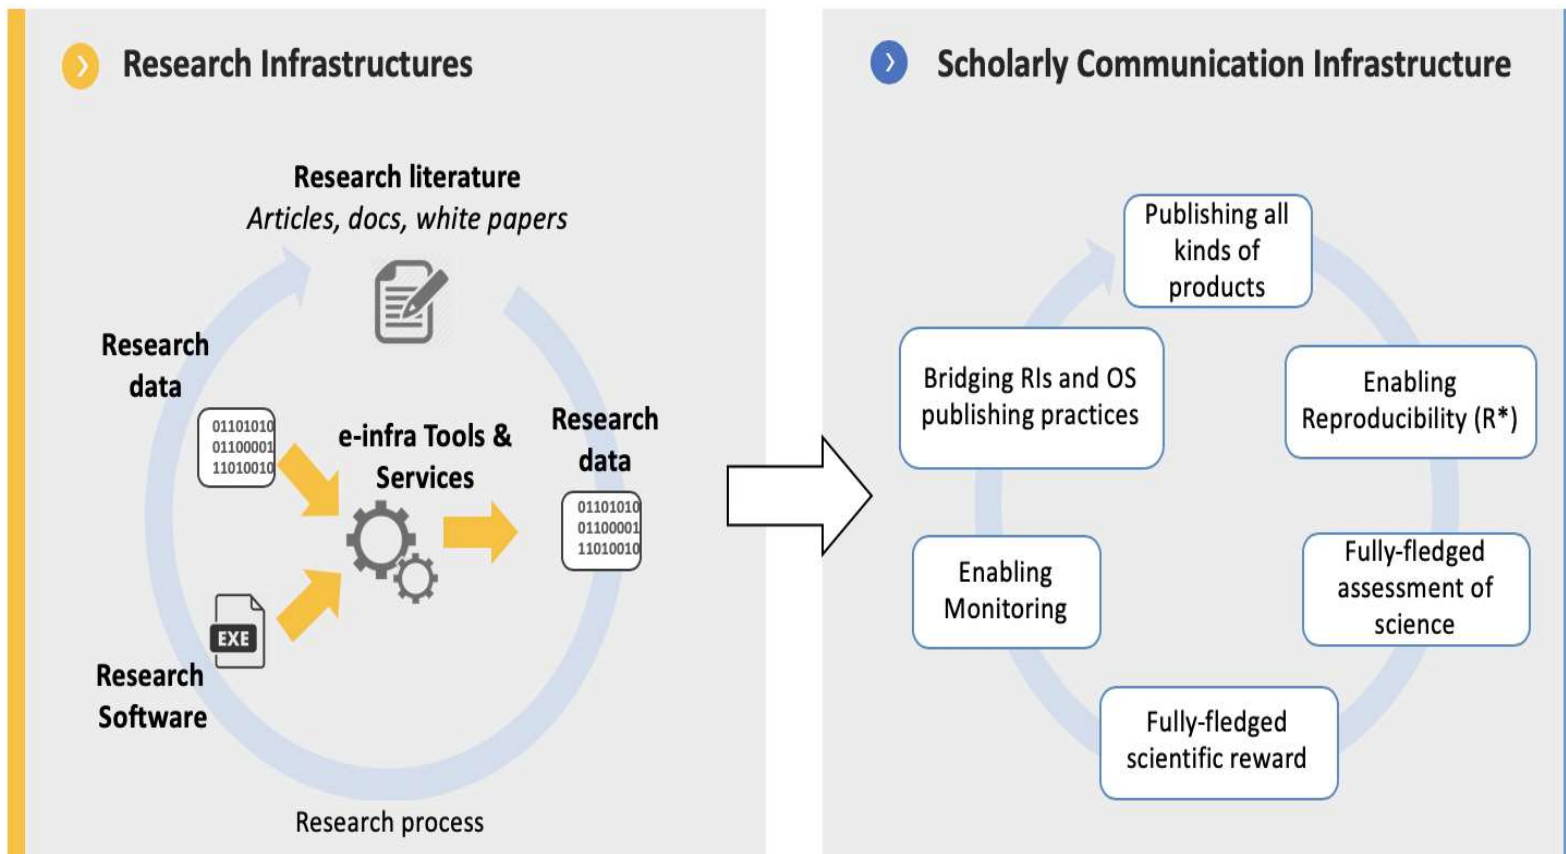 Research Infrastructures
Research literature
Articles, docs, white papers
Research
data
01101010
01100001
11010010
e-infra Tools &
Services
Research
data
01101010
01100001
11010010
EXE
Research
Software
Research process
Scholarly Communication Infrastructure
Publishing all
kinds of
products
Enabling
Reproducibility (R*)
Fully-fledged
assessment of
science
Fully-fledged
scientific reward
Enabling
Monitoring
Bridging RIs and OS
publishing practices